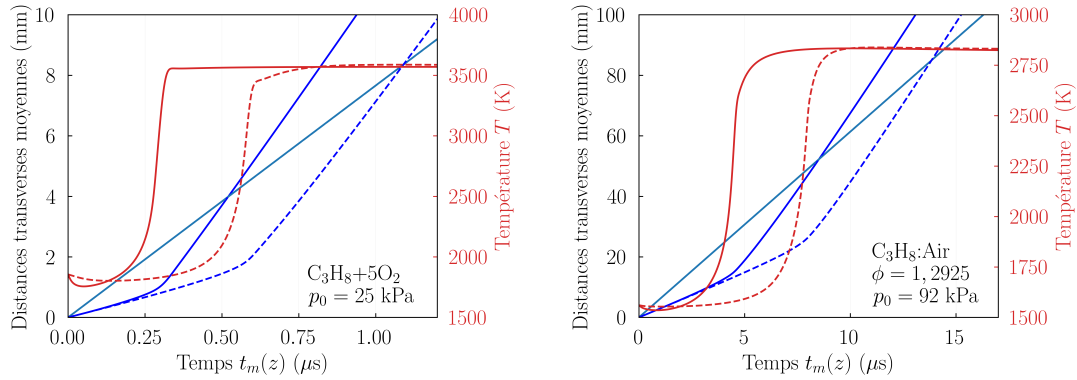 10
8
6
4
2
0
Distances transverses moyennes (mm)
4000
3500
3000
2500
2000
1500
Température T (K)
C₃H₈+5O₂
p₀ = 25 kPa
0.00 0.25 0.50 0.75 1.00
Temps tₘ(z) (μs)
100
80
60
40
20
0
Distances transverses moyennes (mm)
3000
2750
2500
2250
2000
1750
1500
Température T (K)
C₃H₈:Air
ϕ = 1,2925
p₀ = 92 kPa
0 5 10 15
Temps tₘ(z) (μs)